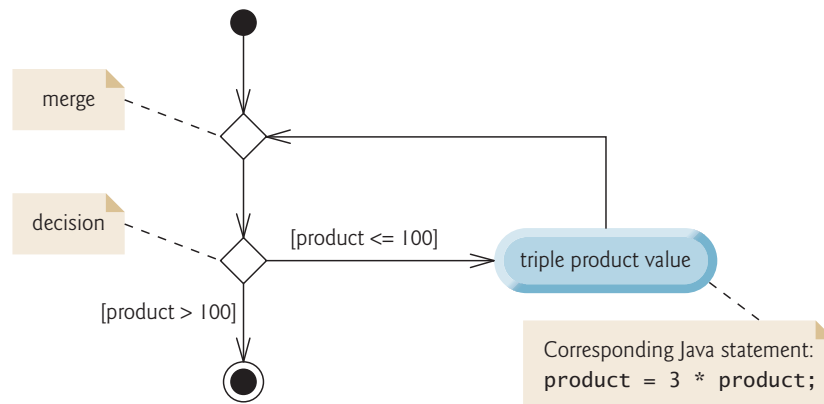 merge
decision
[product <= 100]
triple product value
[product > 100]
Corresponding Java statement:
product = 3 * product;